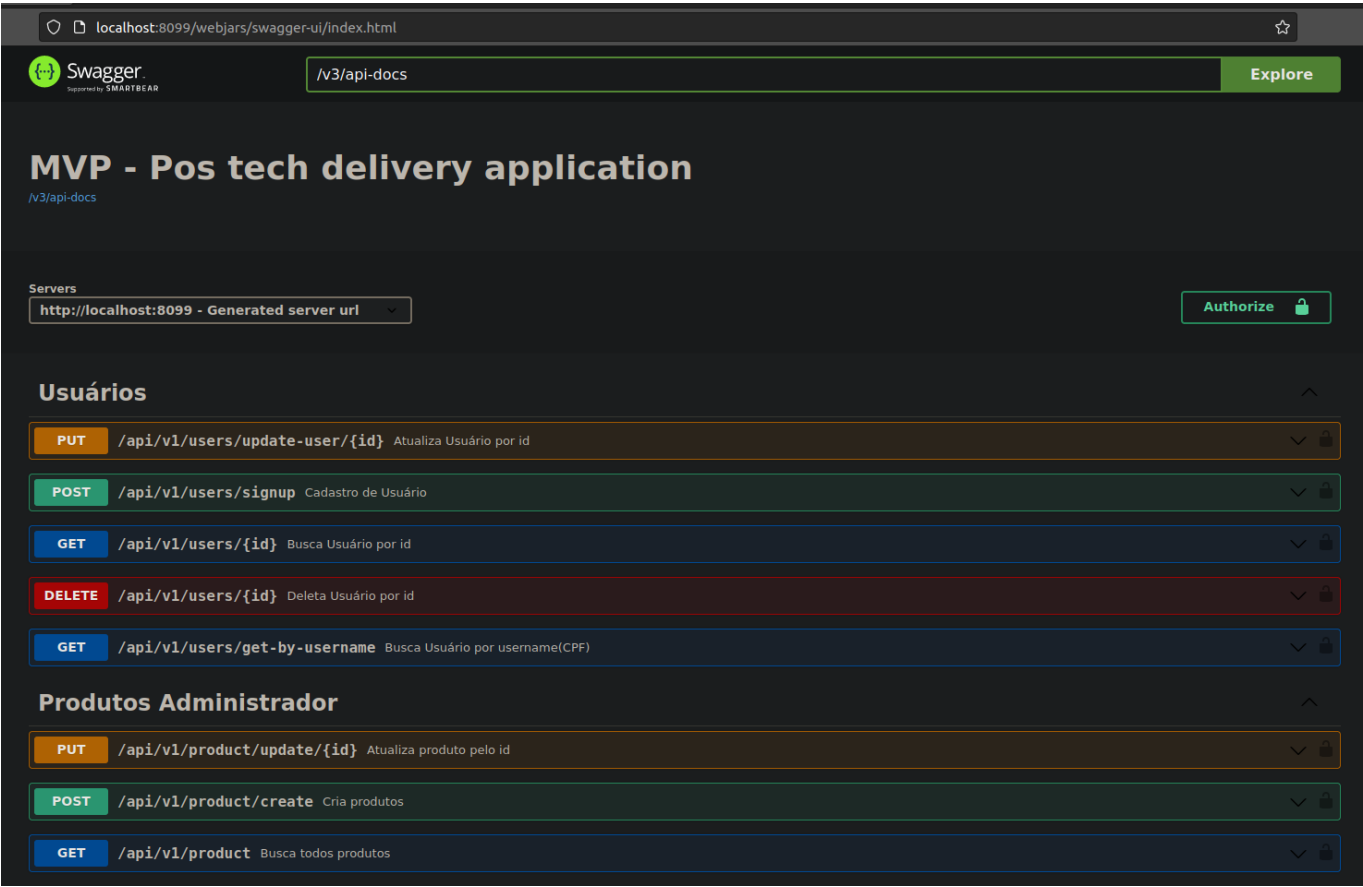 localhost:8099/webjars/swagger-ui/index.html
Swagger.
Supported by SMARTBEAR
/v3/api-docs
Explore
MVP - Pos tech delivery application
/v3/api-docs
Servers
http://localhost:8099 - Generated server url
Authorize
Usuários
PUT /api/v1/users/update-user/{id} Atualiza Usuário por id
POST /api/v1/users/signup Cadastro de Usuário
GET /api/v1/users/{id} Busca Usuário por id
DELETE /api/v1/users/{id} Deleta Usuário por id
GET /api/v1/users/get-by-username Busca Usuário por username(CPF)
Produtos Administrador
PUT /api/v1/product/update/{id} Atualiza produto pelo id
POST /api/v1/product/create Cria produtos
GET /api/v1/product Busca todos produtos